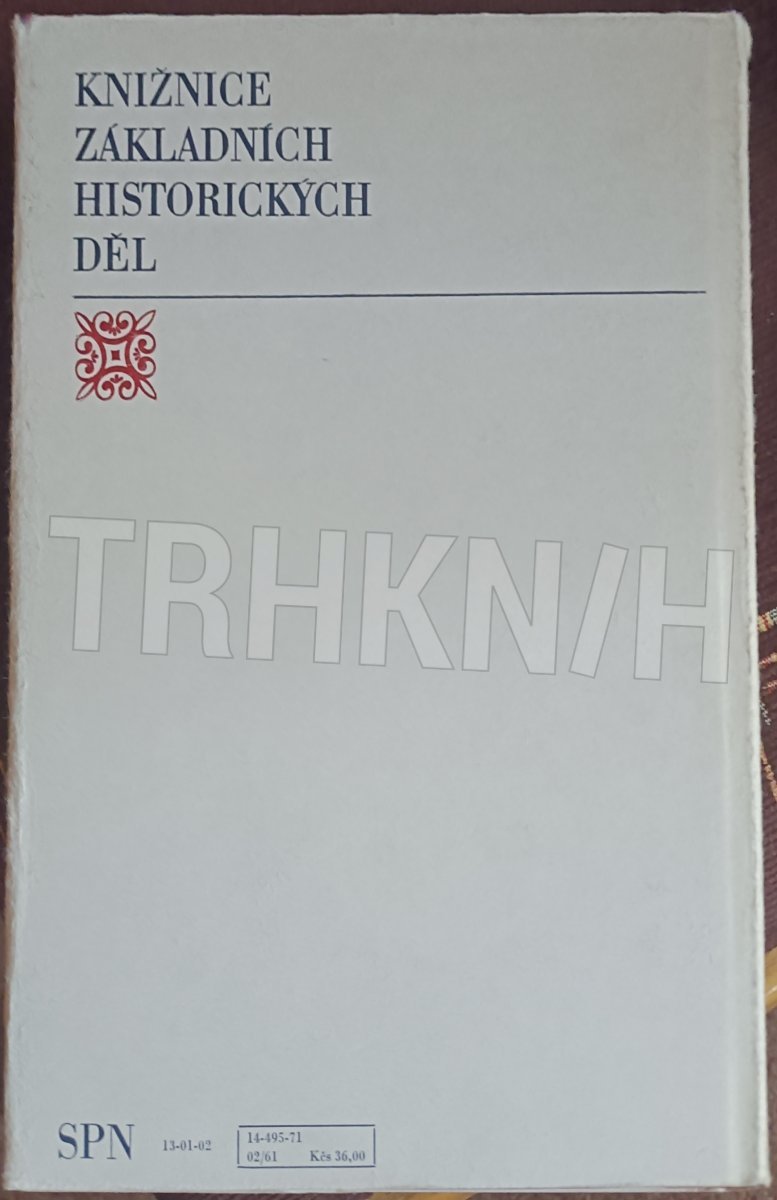 KNIŽNICE
ZÁKLADNÍCH
HISTORICKÝCH
DĚL
TRHKN/H
SPN 13-01-02
14-495-71
02/61 Kčs 36,00